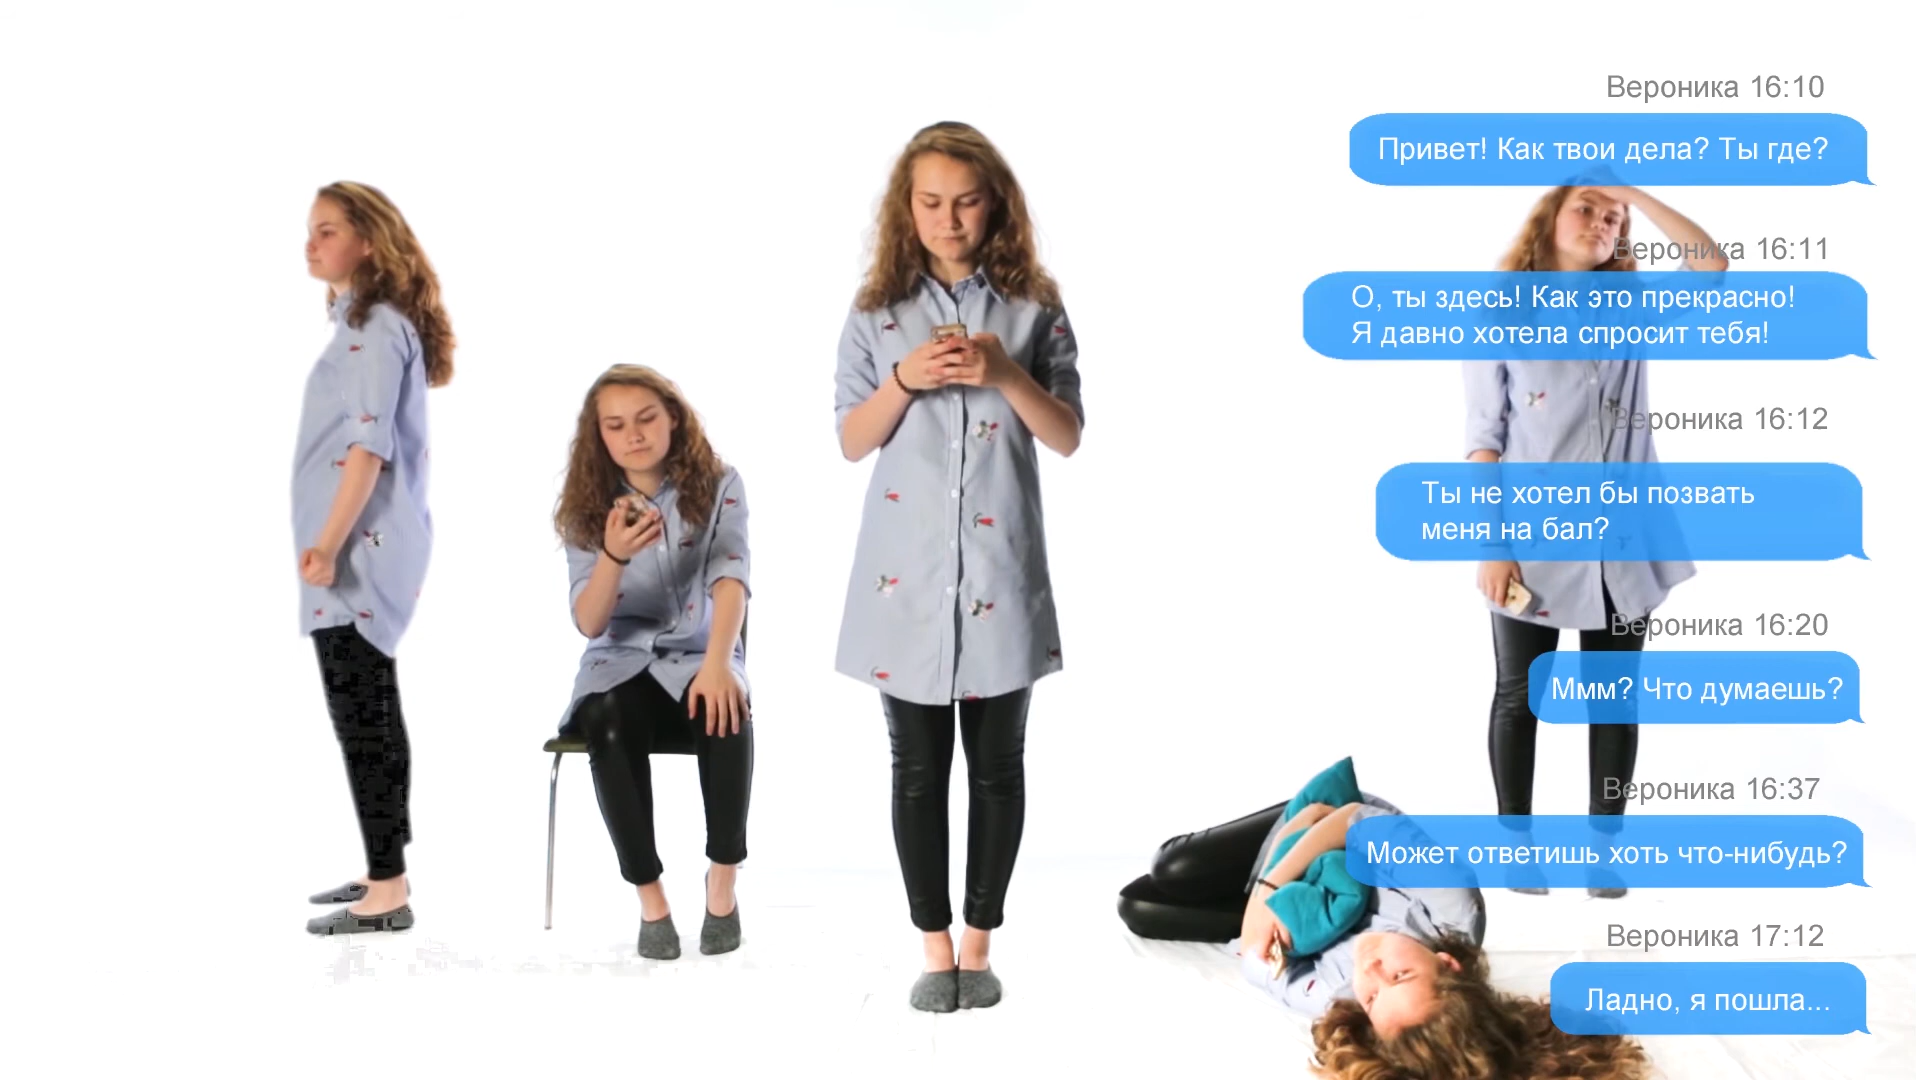 Вероника 16:10
Привет! Как твои дела? Ты где?
Вероника 16:11
О, ты здесь! Как это прекрасно!
Я давно хотела спросит тебя!
Вероника 16:12
Ты не хотел бы позвать
меня на бал?
Вероника 16:20
Ммм? Что думаешь?
Вероника 16:37
Может ответишь хоть что-нибудь?
Вероника 17:12
Ладно, я пошла...